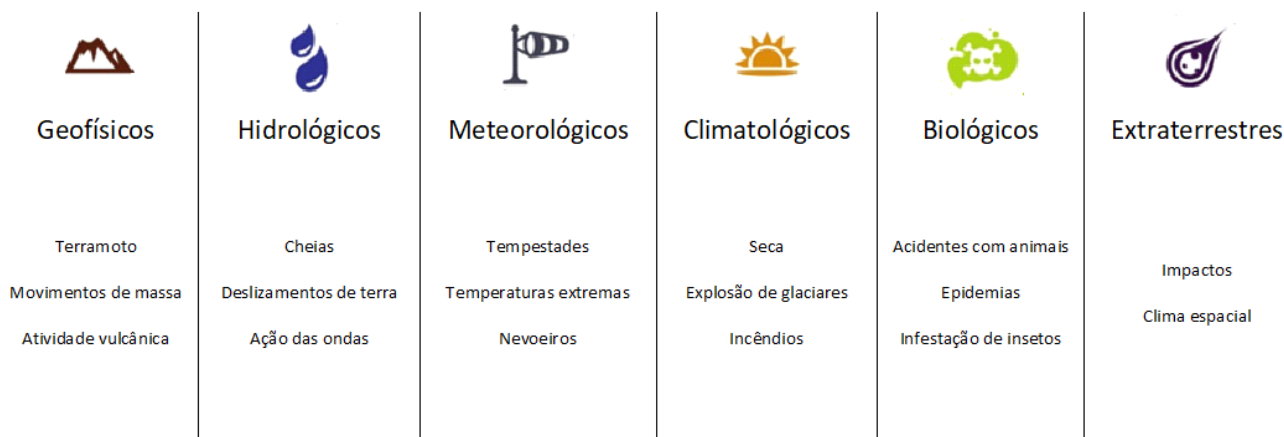 Geofísicos
Terramoto
Movimentos de massa
Atividade vulcânica
Hidrológicos
Cheias
Deslizamentos de terra
Ação das ondas
Meteorológicos
Tempestades
Temperaturas extremas
Nevoeiros
Climatológicos
Seca
Explosão de glaciares
Incêndios
Biológicos
Acidentes com animais
Epidemias
Infestação de insetos
Extraterrestres
Impactos
Clima espacial